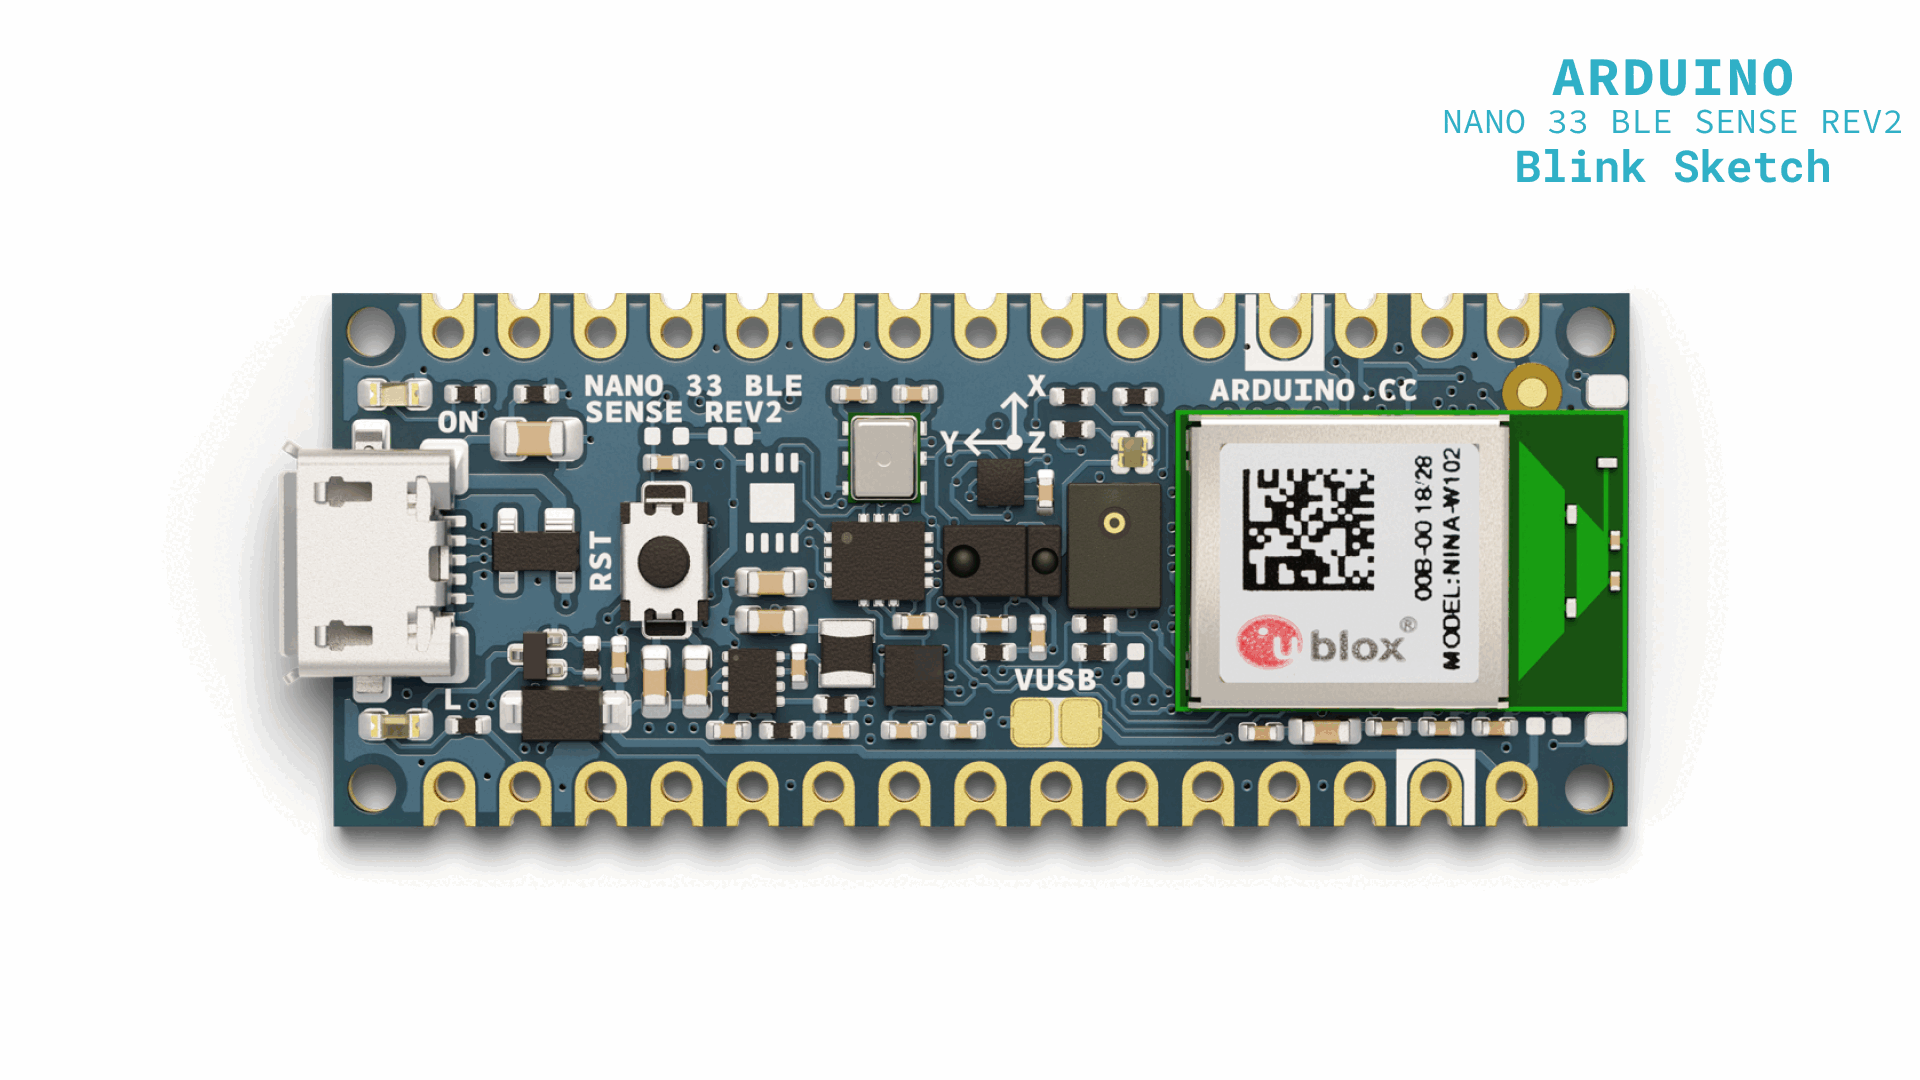 ARDUINO
NANO 33 BLE SENSE REV2
Blink Sketch
NANO 33 BLE
SENSE REV2
ON
X
Y
Z
ARDUINO.CC
RST
00B-00 18/28
MODEL:NINA-W102
u blox®
L
VUSB